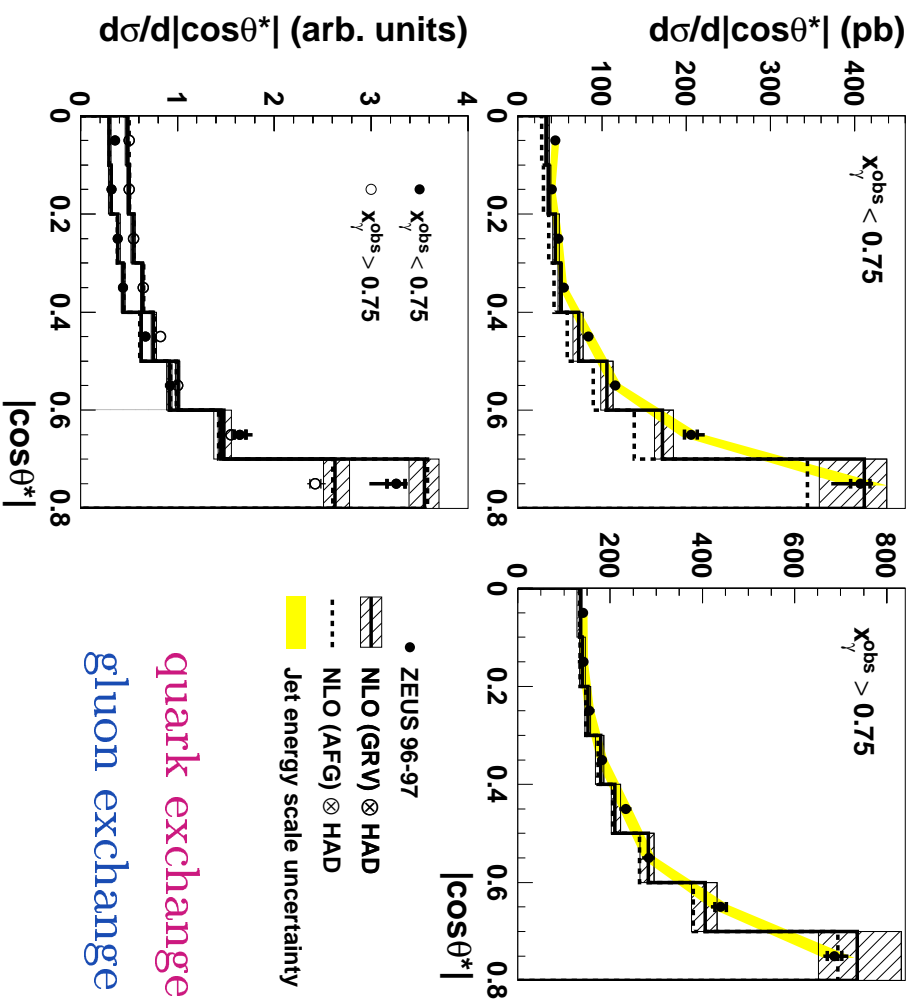 dσ/d|cosθ*| (pb)
400
300
200
100
0
x_γ^obs < 0.75
0
0.2
0.4
0.6
0.8
800
600
400
200
0
x_γ^obs > 0.75
0
0.2
0.4
0.6
0.8
|cosθ*|
dσ/d|cosθ*| (arb. units)
4
3
2
1
0
x_γ^obs < 0.75
x_γ^obs > 0.75
0
0.2
0.4
0.6
0.8
|cosθ*|
ZEUS 96-97
NLO (GRV) ⊗ HAD
NLO (AFG) ⊗ HAD
Jet energy scale uncertainty
quark exchange
gluon exchange